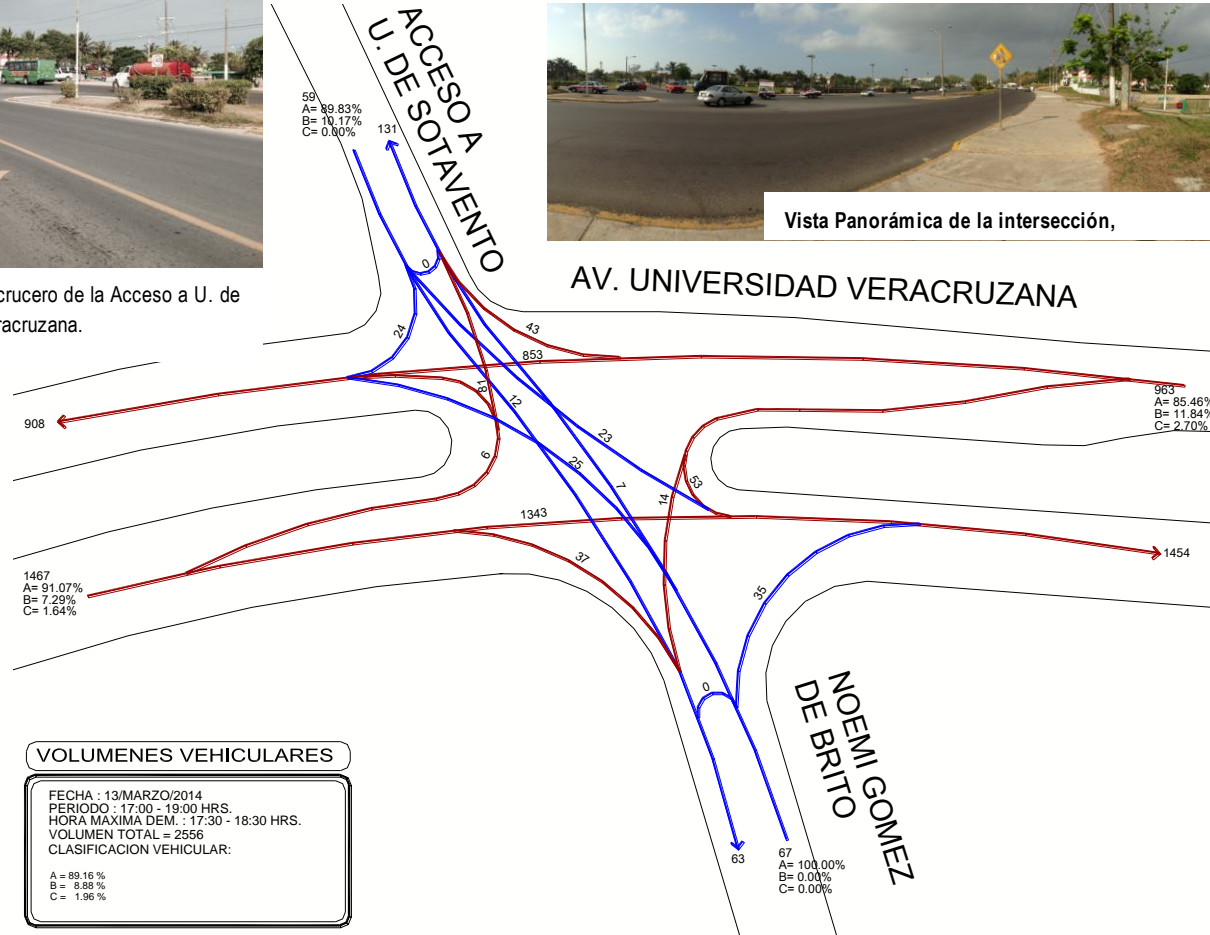 Vista Panorámica de la intersección,
crucero de la Acceso a U. de
racruzana.
ACCESO A
U. DE SOTAVENTO
AV. UNIVERSIDAD VERACRUZANA
59
A= 89.83%
B= 10.17%
C= 0.00%
131
0
24
43
853
81
12
23
25
7
6
14
53
1343
37
35
0
908
963
A= 85.46%
B= 11.84%
C= 2.70%
1467
A= 91.07%
B= 7.29%
C= 1.64%
1454
NOEMI GOMEZ
DE BRITO
63
67
A= 100.00%
B= 0.00%
C= 0.00%
VOLUMENES VEHICULARES
FECHA : 13/MARZO/2014
PERIODO : 17:00 - 19:00 HRS.
HORA MAXIMA DEM. : 17:30 - 18:30 HRS.
VOLUMEN TOTAL = 2556
CLASIFICACION VEHICULAR:
A = 89.16 %
B = 8.88 %
C = 1.96 %